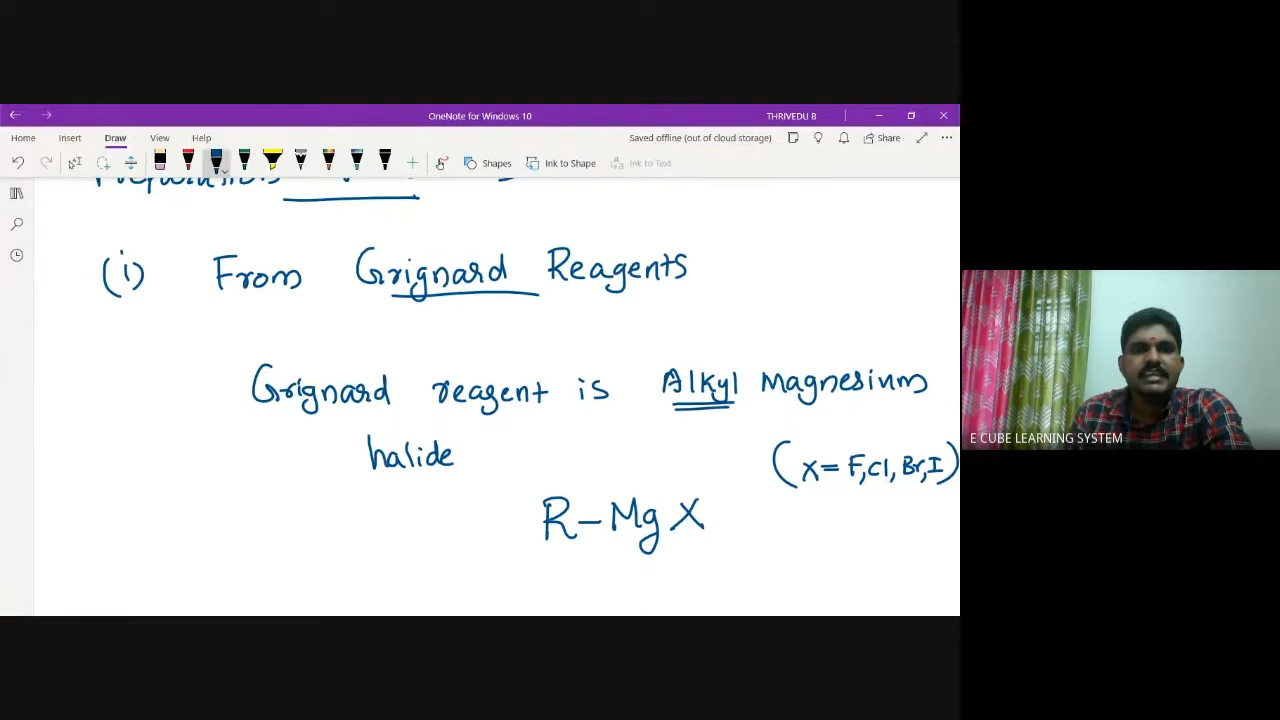 OneNote for Windows 10
THRIVEDU B
Home Insert Draw View Help
Saved offline (out of cloud storage)
Share
Shapes
Ink to Shape
Ink to Text
Preparation
(i) From Grignard Reagents
Grignard reagent is Alkyl magnesium
halide
(X = F, Cl, Br, I)
R – Mg X
E CUBE LEARNING SYSTEM